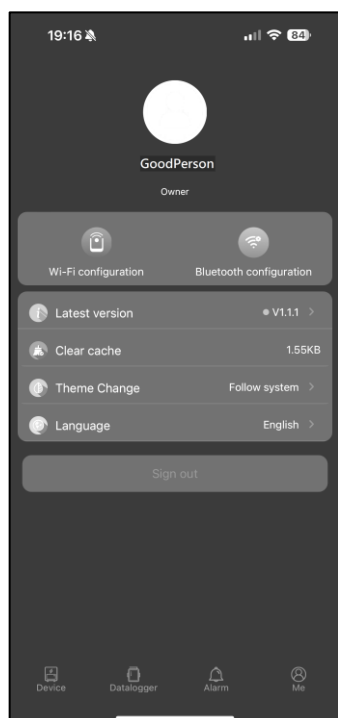 19:16 84
GoodPerson
Owner
Wi-Fi configuration Bluetooth configuration
Latest version V1.1.1
Clear cache 1.55KB
Theme Change Follow system
Language English
Sign out
Device Datalogger Alarm Me